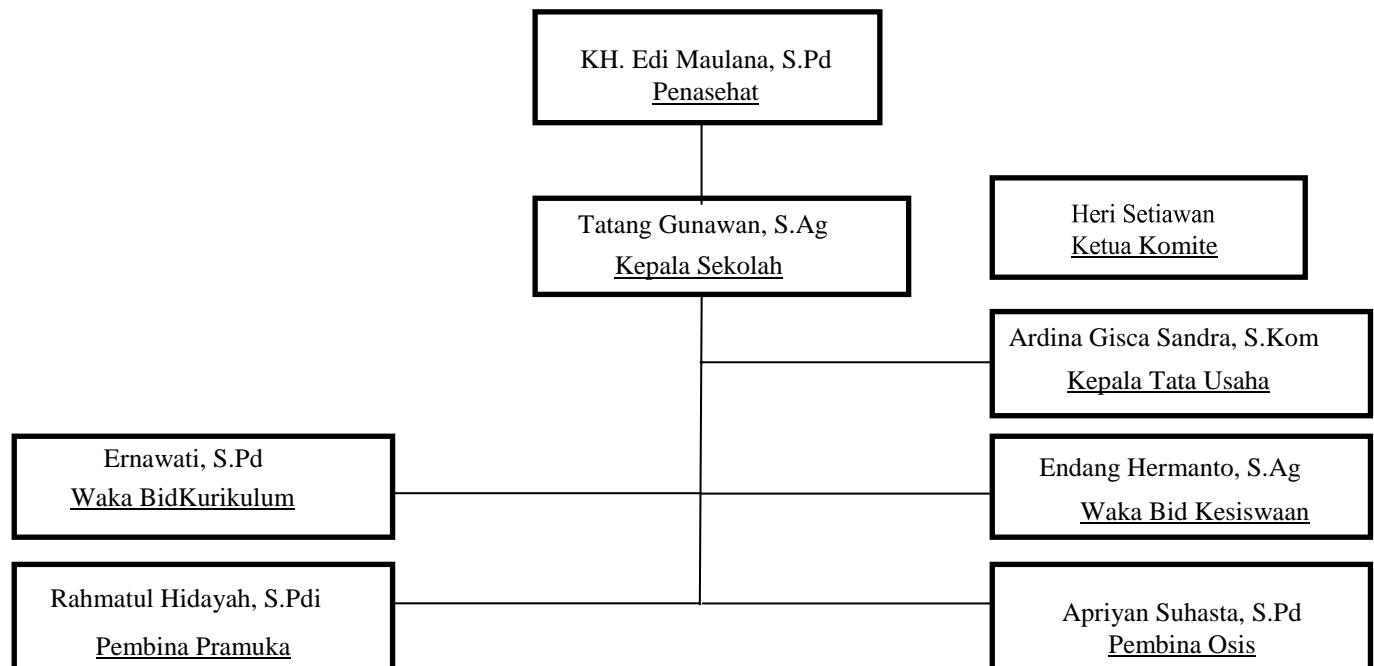 KH. Edi Maulana, S.Pd
Penasehat
Tatang Gunawan, S.Ag
Kepala Sekolah
Heri Setiawan
Ketua Komite
Ardina Gisca Sandra, S.Kom
Kepala Tata Usaha
Ernawati, S.Pd
Waka BidKurikulum
Endang Hermanto, S.Ag
Waka Bid Kesiswaan
Rahmatul Hidayah, S.Pdi
Pembina Pramuka
Apriyan Suhasta, S.Pd
Pembina Osis